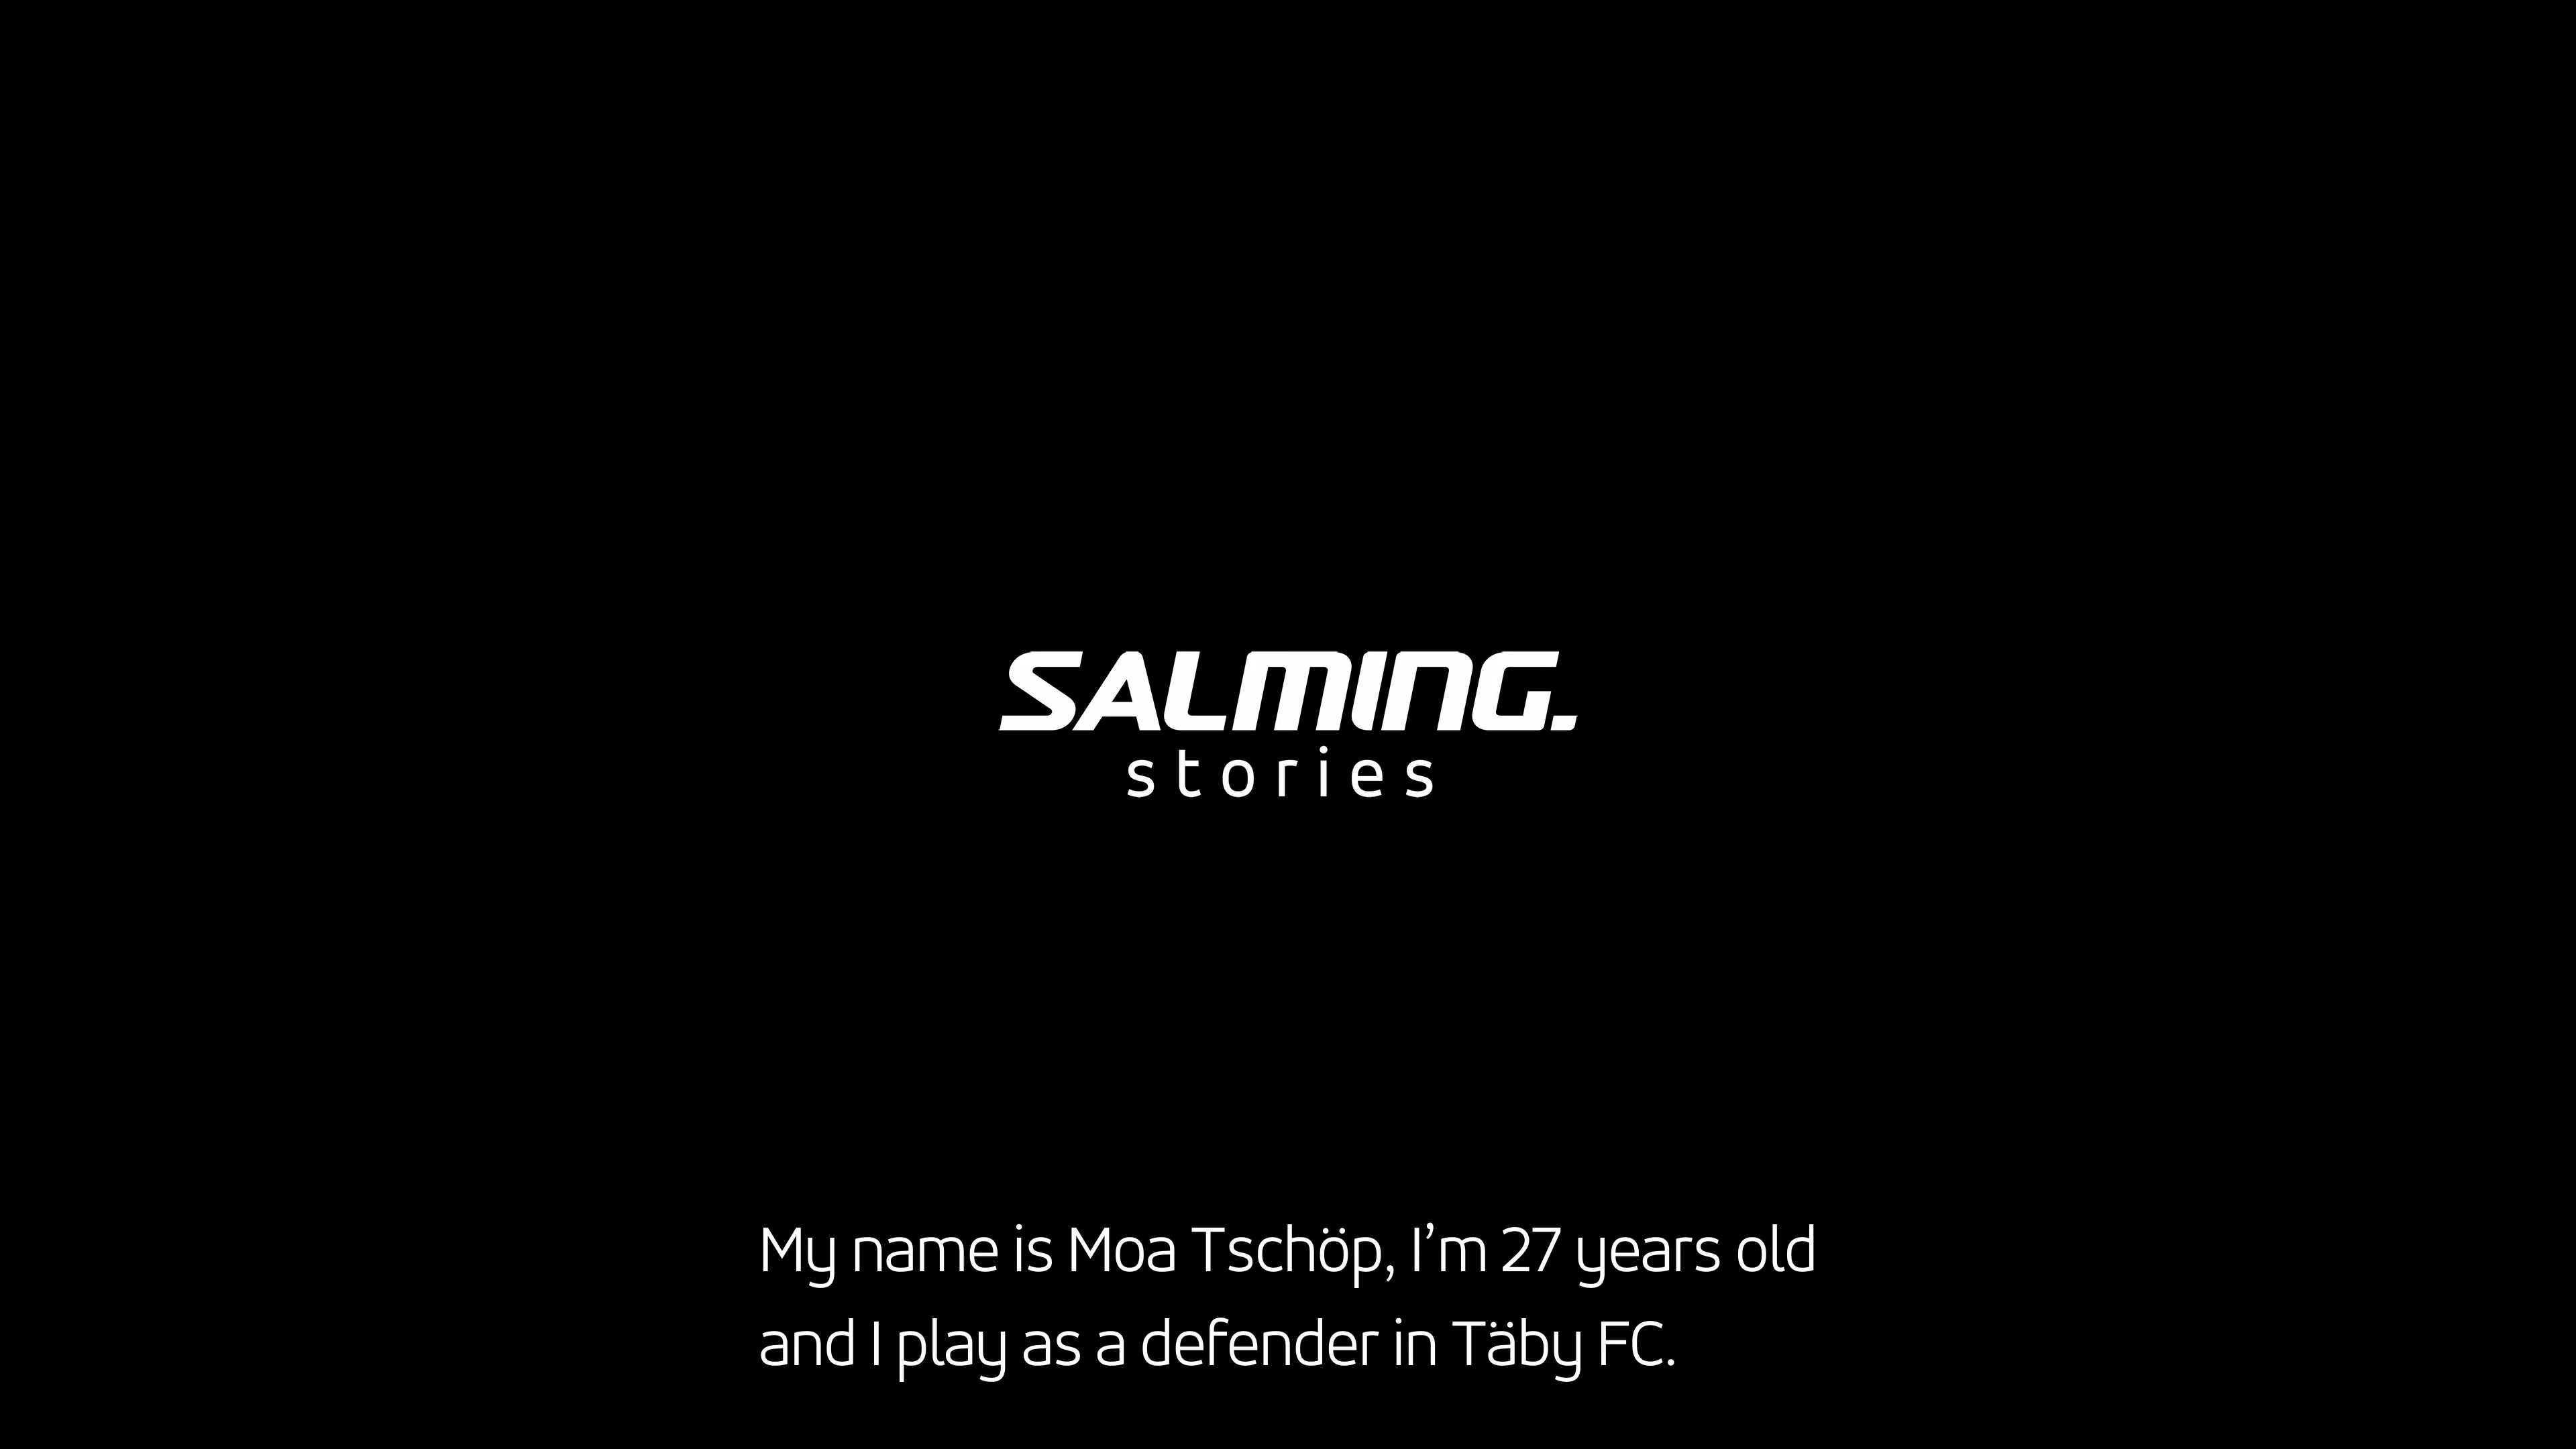 SALMING.
stories
My name is Moa Tschöp, I’m 27 years old
and I play as a defender in Täby FC.